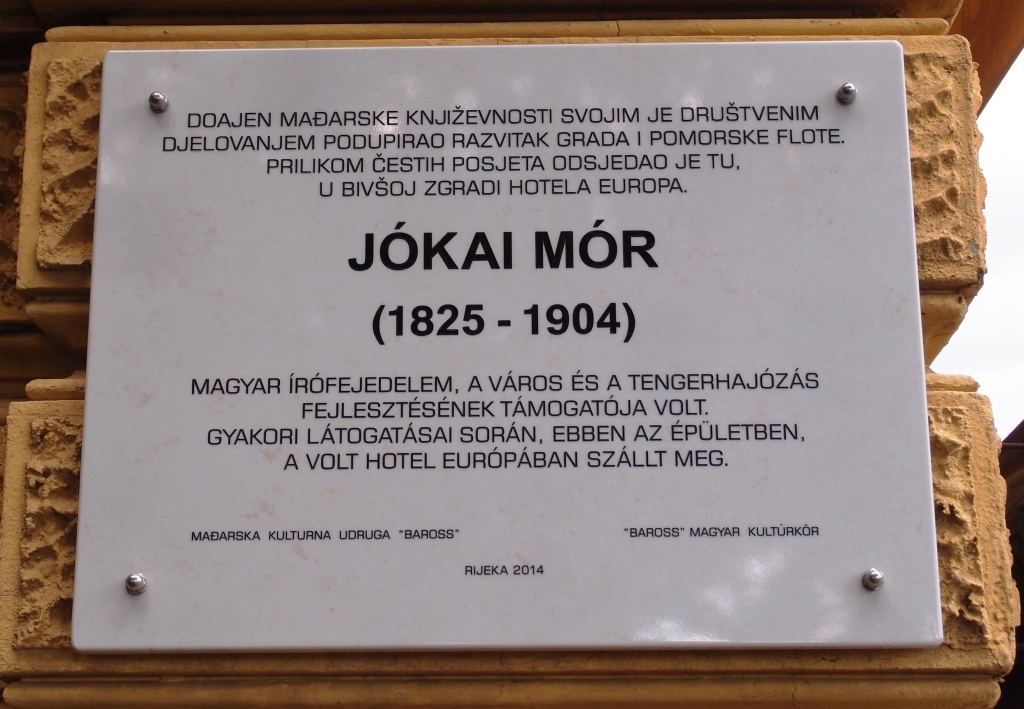 DOAJEN MAĐARSKE KNJIŽEVNOSTI SVOJIM JE DRUŠTVENIM
DJELOVANJEM PODUPIRAO RAZVITAK GRADA I POMORSKE FLOTE.
PRILIKOM ČESTIH POSJETA ODSJEDAO JE TU,
U BIVŠOJ ZGRADI HOTELA EUROPA.
JÓKAI MÓR
(1825 - 1904)
MAGYAR ÍRÓFEJEDELEM, A VÁROS ÉS A TENGERHAJÓZÁS
FEJLESZTÉSÉNEK TÁMOGATÓJA VOLT.
GYAKORI LÁTOGATÁSAI SORÁN, EBBEN AZ ÉPÜLETBEN,
A VOLT HOTEL EURÓPÁBAN SZÁLLT MEG.
MAĐARSKA KULTURNA UDRUGA "BAROSS"
"BAROSS" MAGYAR KULTÚRKÖR
RIJEKA 2014